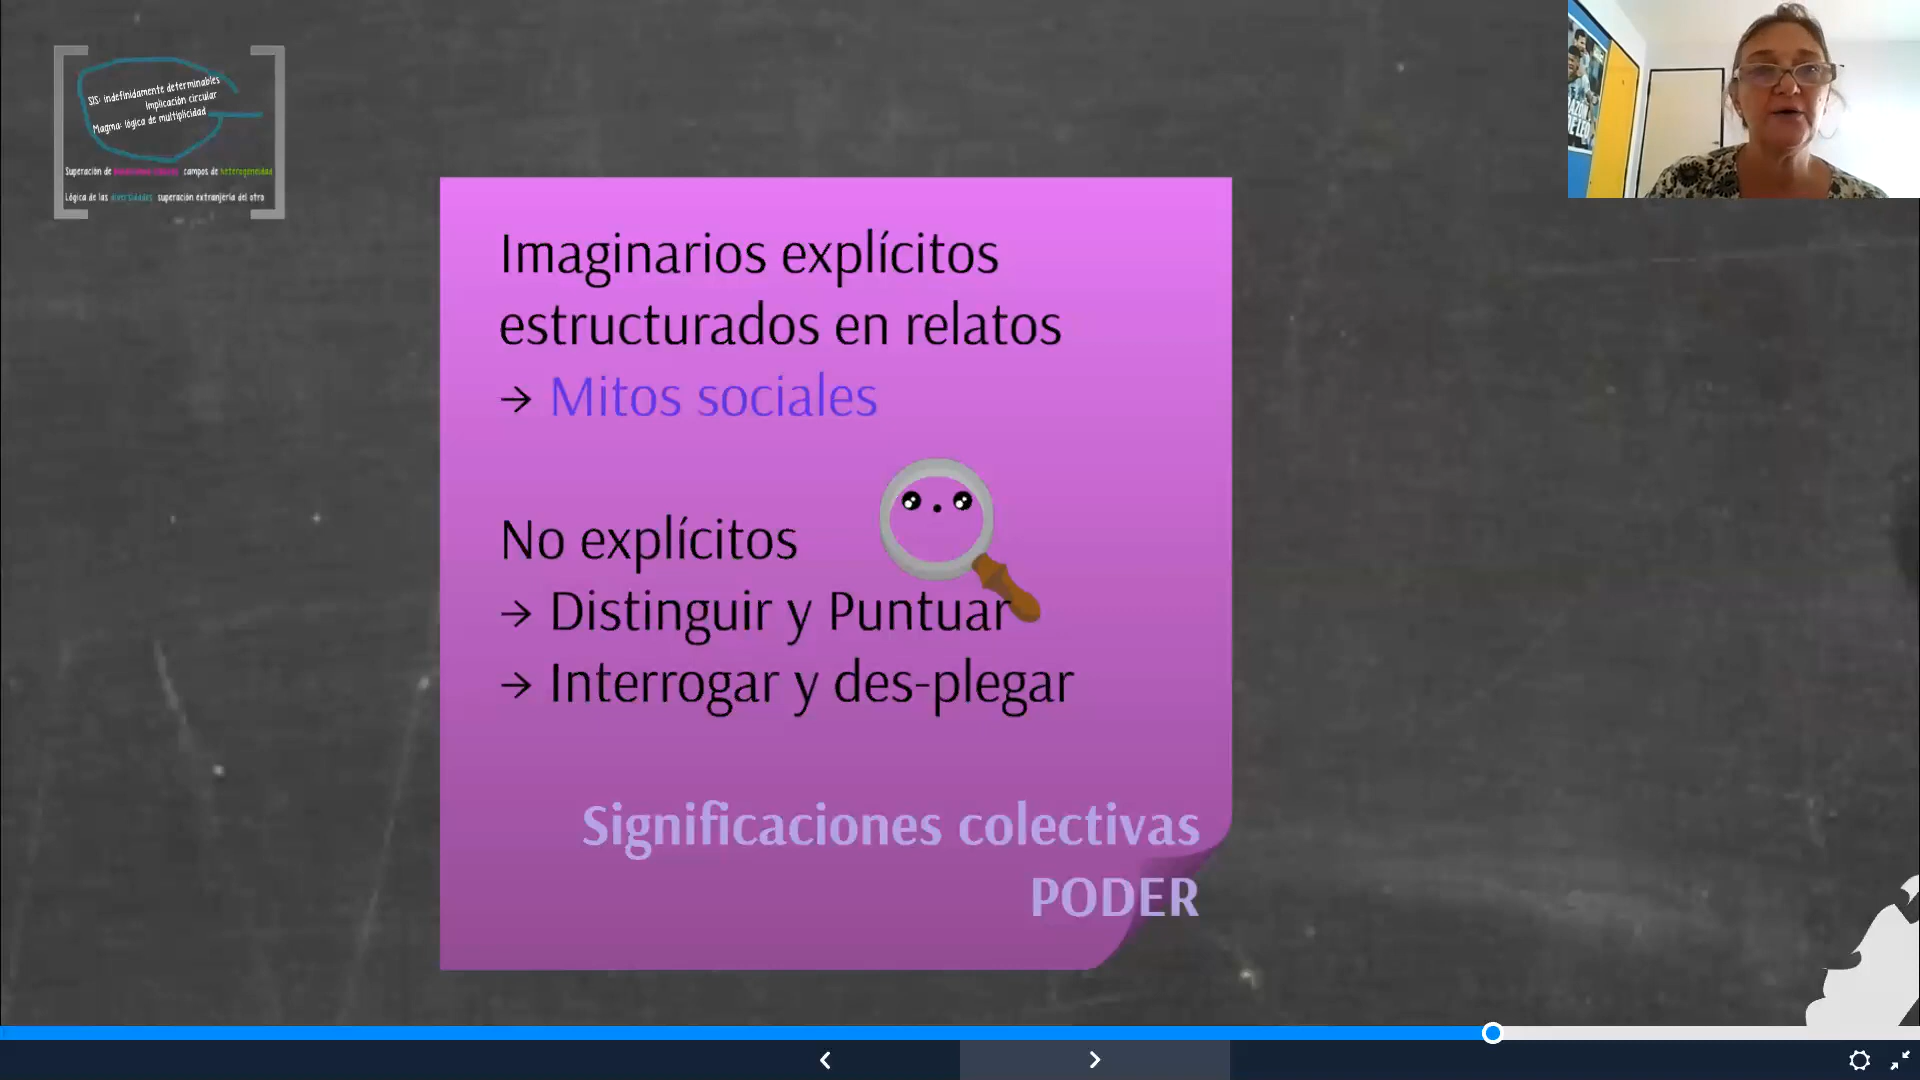 SIS: indefinidamente determinables
Implicación circular
Magma: lógica de multiplicidad
Superación de campos de heterogeneidad
Lógica de las diversidades superación extranjería del otro
Imaginarios explícitos
estructurados en relatos
→ Mitos sociales
No explícitos
→ Distinguir y Puntuar
→ Interrogar y des-plegar
Significaciones colectivas
PODER